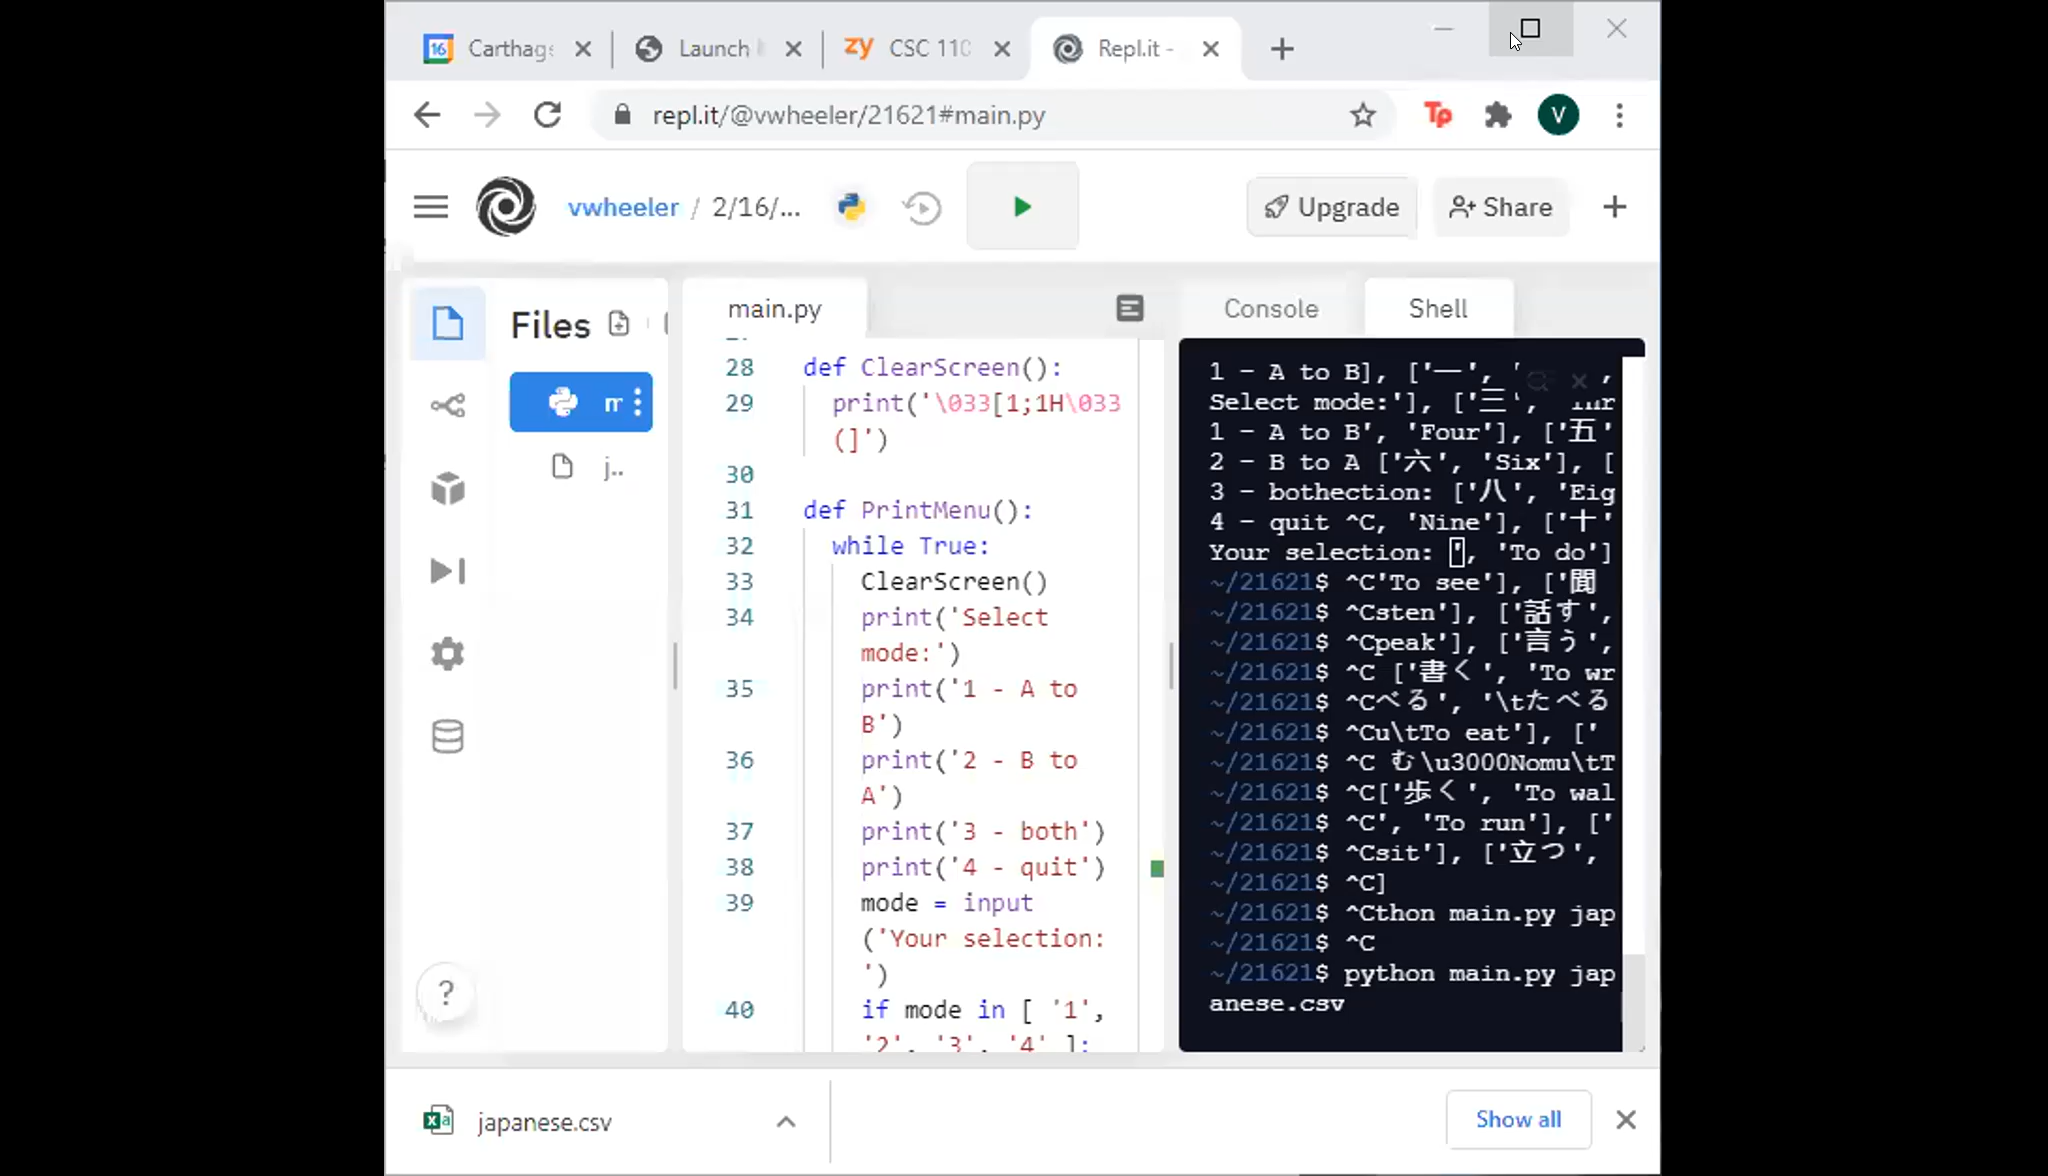 Carthage
Launch
zy CSC 110
Repl.it -
repl.it/@vwheeler/21621#main.py
Tp
V
vwheeler / 2/16/...
Upgrade
Share
Files
main.py
Console
Shell
m
j..
28 def ClearScreen():
29 print('\033[1;1H\033
(]')
30
31 def PrintMenu():
32 while True:
33 ClearScreen()
34 print('Select
mode:')
35 print('1 - A to
B')
36 print('2 - B to
A')
37 print('3 - both')
38 print('4 - quit')
39 mode = input
('Your selection:
')
40 if mode in [ '1',
'2', '3', '4' ]:
1 - A to B], ['一', '
Select mode:'], ['三',
1 - A to B', 'Four'], ['五'
2 - B to A ['六', 'Six'], [
3 - bothection: ['八', 'Eig
4 - quit ^C, 'Nine'], ['十'
Your selection: ', 'To do']
~/21621$ ^C'To see'], ['聞
~/21621$ ^Csten'], ['話す',
~/21621$ ^Cpeak'], ['言う',
~/21621$ ^C ['書く', 'To wr
~/21621$ ^Cべる', '\tたべる
~/21621$ ^Cu\tTo eat'], ['
~/21621$ ^C む\u3000Nomu\tT
~/21621$ ^C['歩く', 'To wal
~/21621$ ^C', 'To run'], ['
~/21621$ ^Csit'], ['立つ',
~/21621$ ^C]
~/21621$ ^Cthon main.py jap
~/21621$ ^C
~/21621$ python main.py jap
anese.csv
?
japanese.csv
Show all